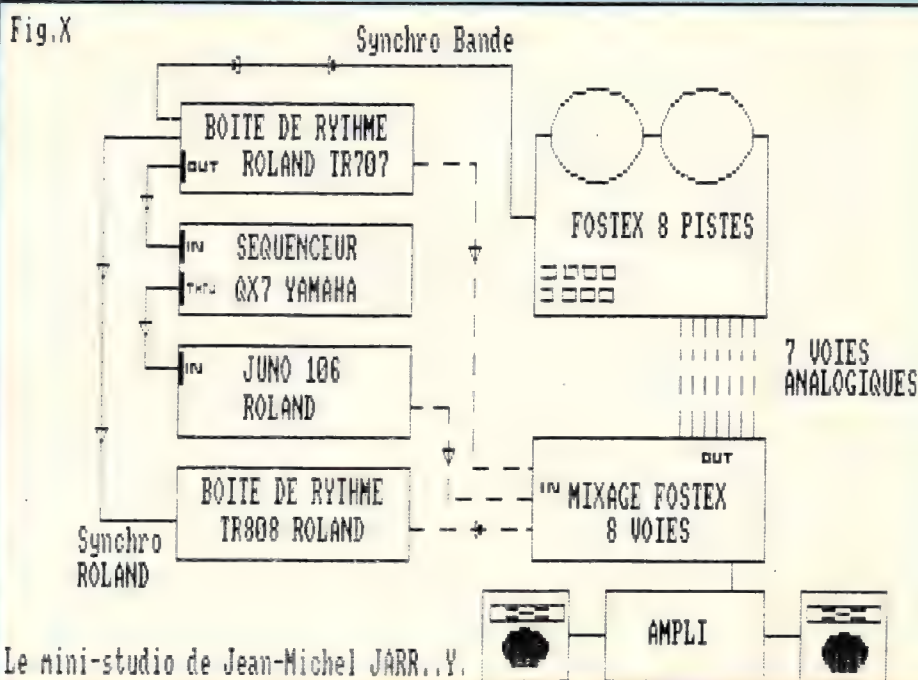 Fig.X
Synchro Bande
BOITE DE RYTHME
OUT ROLAND TR707
IN SEQUENCEUR
THRU QX7 YAMAHA
IN JUNO 106
ROLAND
BOITE DE RYTHME
TR808 ROLAND
Synchro
ROLAND
FOSTEX 8 PISTES
7 VOIES
ANALOGIQUES
OUT
IN MIXAGE FOSTEX
8 VOIES
AMPLI
Le mini-studio de Jean-Michel JARR..Y.